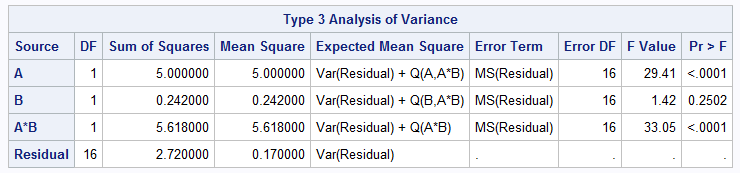 Type 3 Analysis of Variance
Source DF Sum of Squares Mean Square Expected Mean Square Error Term Error DF F Value Pr > F
A 1 5.000000 5.000000 Var(Residual) + Q(A,A*B) MS(Residual) 16 29.41 <.0001
B 1 0.242000 0.242000 Var(Residual) + Q(B,A*B) MS(Residual) 16 1.42 0.2502
A*B 1 5.618000 5.618000 Var(Residual) + Q(A*B) MS(Residual) 16 33.05 <.0001
Residual 16 2.720000 0.170000 Var(Residual) . . . .